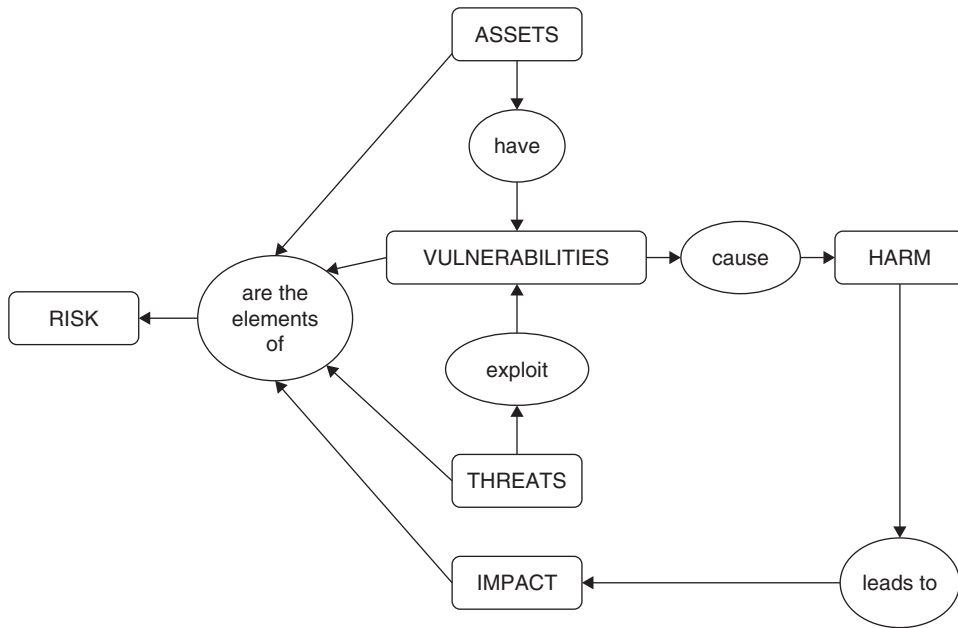 ASSETS
have
VULNERABILITIES
cause
HARM
are the
elements
of
RISK
exploit
THREATS
IMPACT
leads to